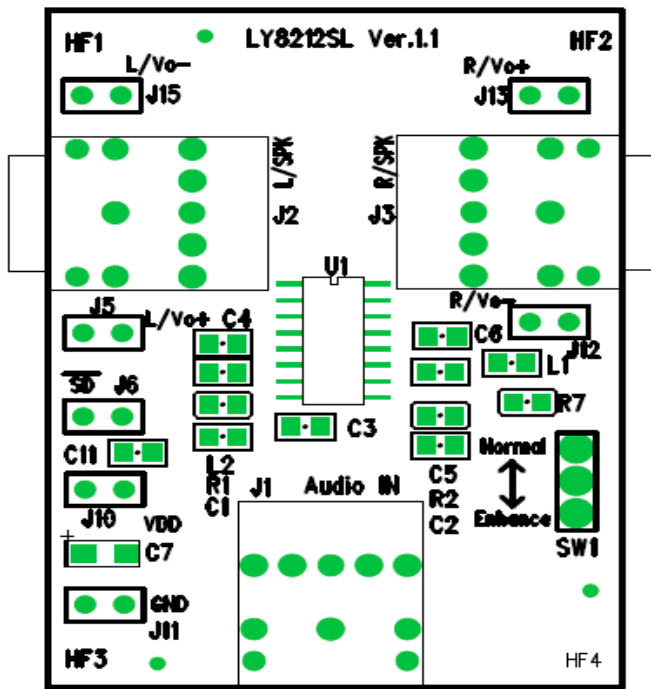 HF1
LY8212SL Ver.1.1
HF2
L/Vo-
R/Vo+
J15
J13
L/SPK
R/SPK
J2
J3
U1
J5
L/Vo+
C4
R/Vo-
C6
J12
L1
SD
J6
R7
C11
C3
Normal
L2
R1
C1
J1
Audio IN
C5
R2
C2
Enhance
J10
VDD
+
C7
SW1
GND
J11
HF3
HF4